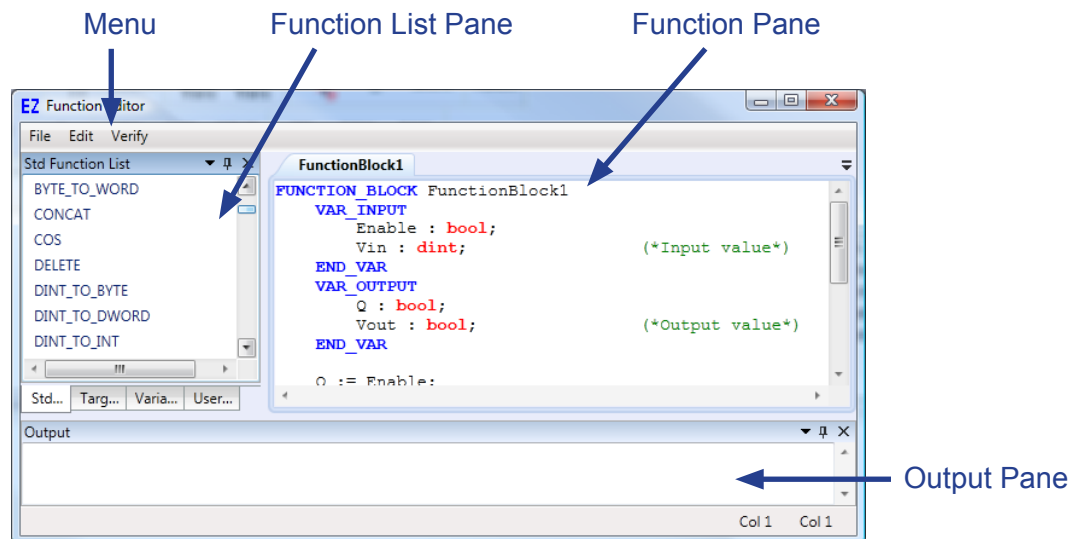 Menu
Function List Pane
Function Pane
EZ Function Editor
File Edit Verify
Std Function List
BYTE_TO_WORD
CONCAT
COS
DELETE
DINT_TO_BYTE
DINT_TO_DWORD
DINT_TO_INT
Std... Targ... Varia... User...
FunctionBlock1
FUNCTION_BLOCK FunctionBlock1
VAR_INPUT
Enable : bool;
Vin : dint; (*Input value*)
END_VAR
VAR_OUTPUT
Q : bool;
Vout : bool; (*Output value*)
END_VAR
Q := Enable;
Output
Output Pane
Col 1 Col 1